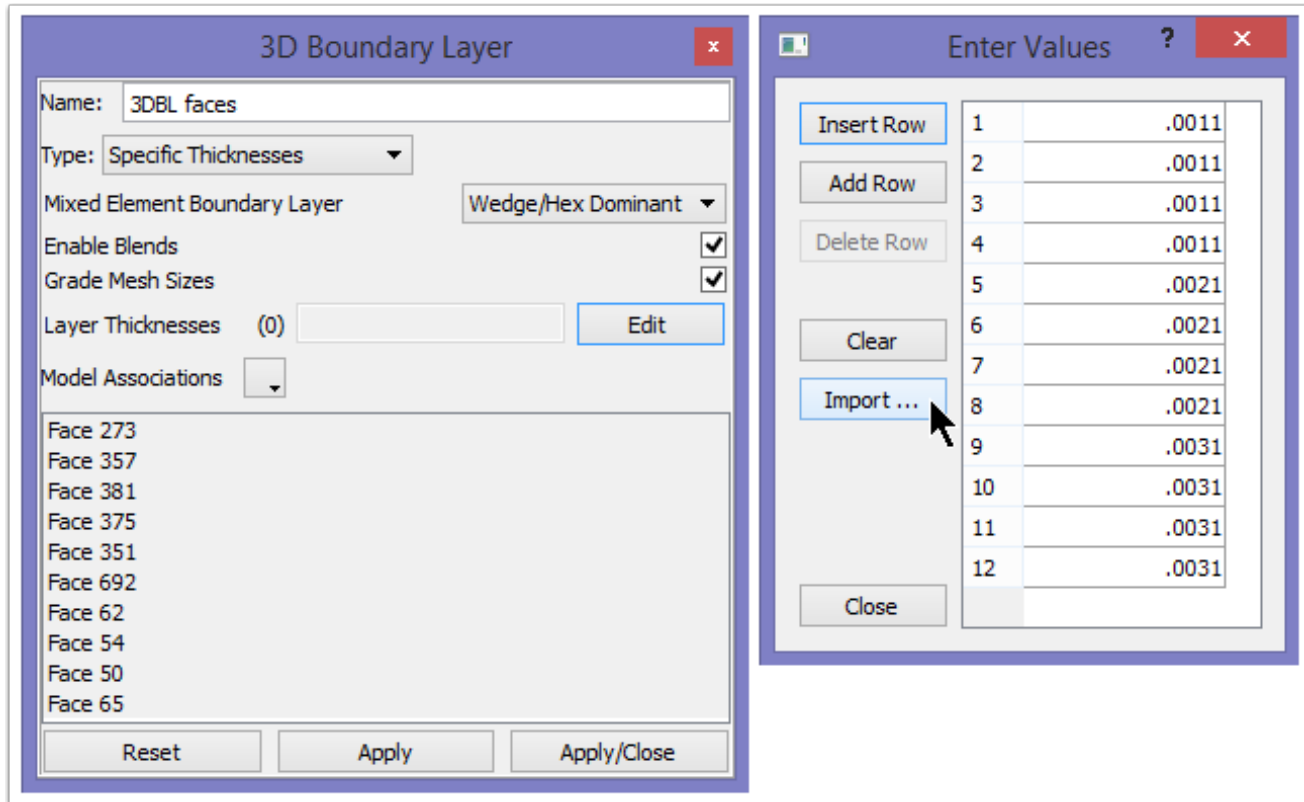 3D Boundary Layer
x
Name: 3DBL faces
Type: Specific Thicknesses
Mixed Element Boundary Layer Wedge/Hex Dominant
Enable Blends
Grade Mesh Sizes
Layer Thicknesses (0) Edit
Model Associations
Face 273
Face 357
Face 381
Face 375
Face 351
Face 692
Face 62
Face 54
Face 50
Face 65
Reset Apply Apply/Close
Enter Values ? x
Insert Row
Add Row
Delete Row
Clear
Import ...
Close
1 .0011
2 .0011
3 .0011
4 .0011
5 .0021
6 .0021
7 .0021
8 .0021
9 .0031
10 .0031
11 .0031
12 .0031